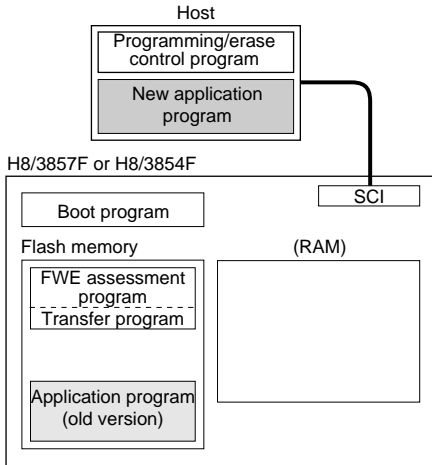 Host
Programming/erase
control program
New application
program
H8/3857F or H8/3854F
SCI
Boot program
Flash memory
(RAM)
FWE assessment
program
Transfer program
Application program
(old version)